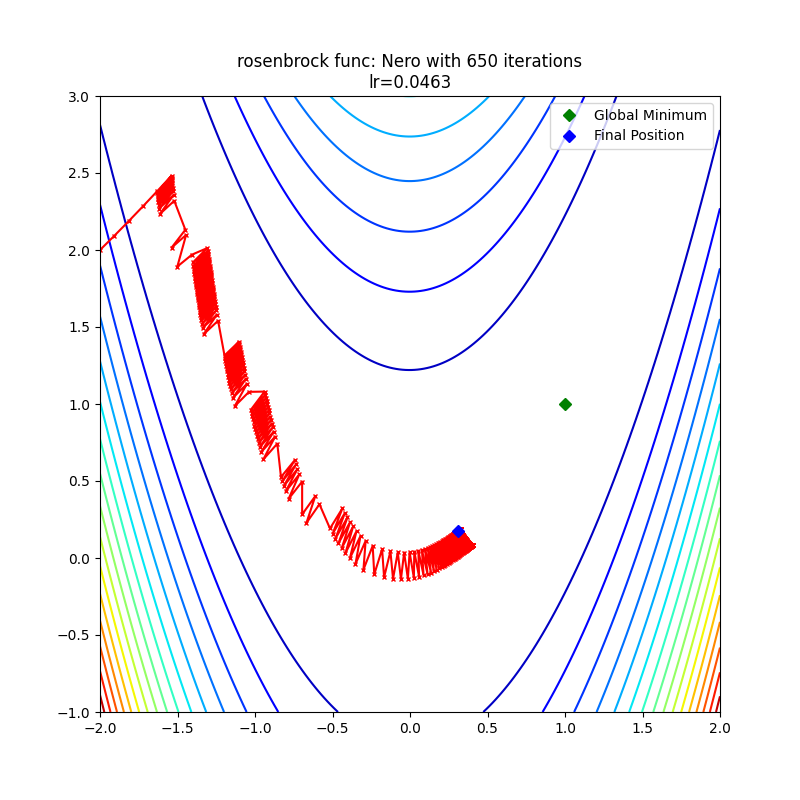 rosenbrock func: Nero with 650 iterations
lr=0.0463
Global Minimum
Final Position
3.0
2.5
2.0
1.5
1.0
0.5
0.0
−0.5
−1.0
−2.0 −1.5 −1.0 −0.5 0.0 0.5 1.0 1.5 2.0